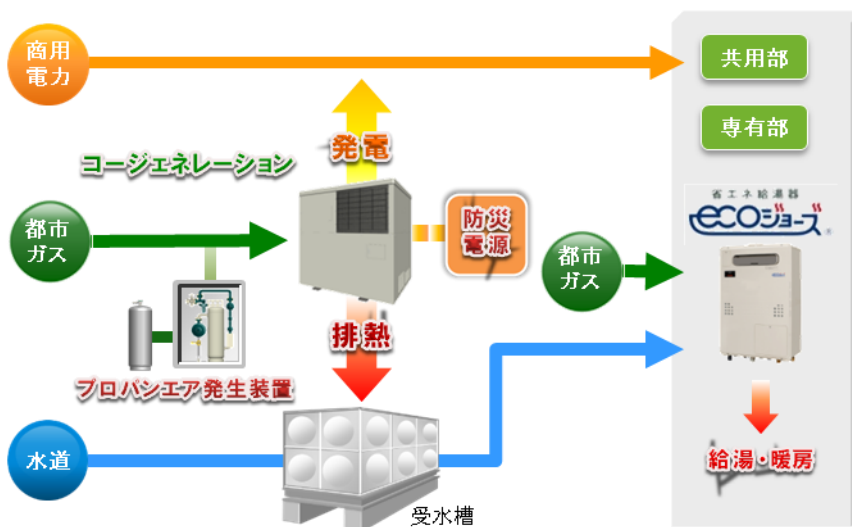 商用
電力
共用部
専有部
発電
コージェネレーション
省エネ給湯器
ecoジョーズ
都市
ガス
防災
電源
都市
ガス
排熱
プロパンエア発生装置
水道
給湯・暖房
受水槽